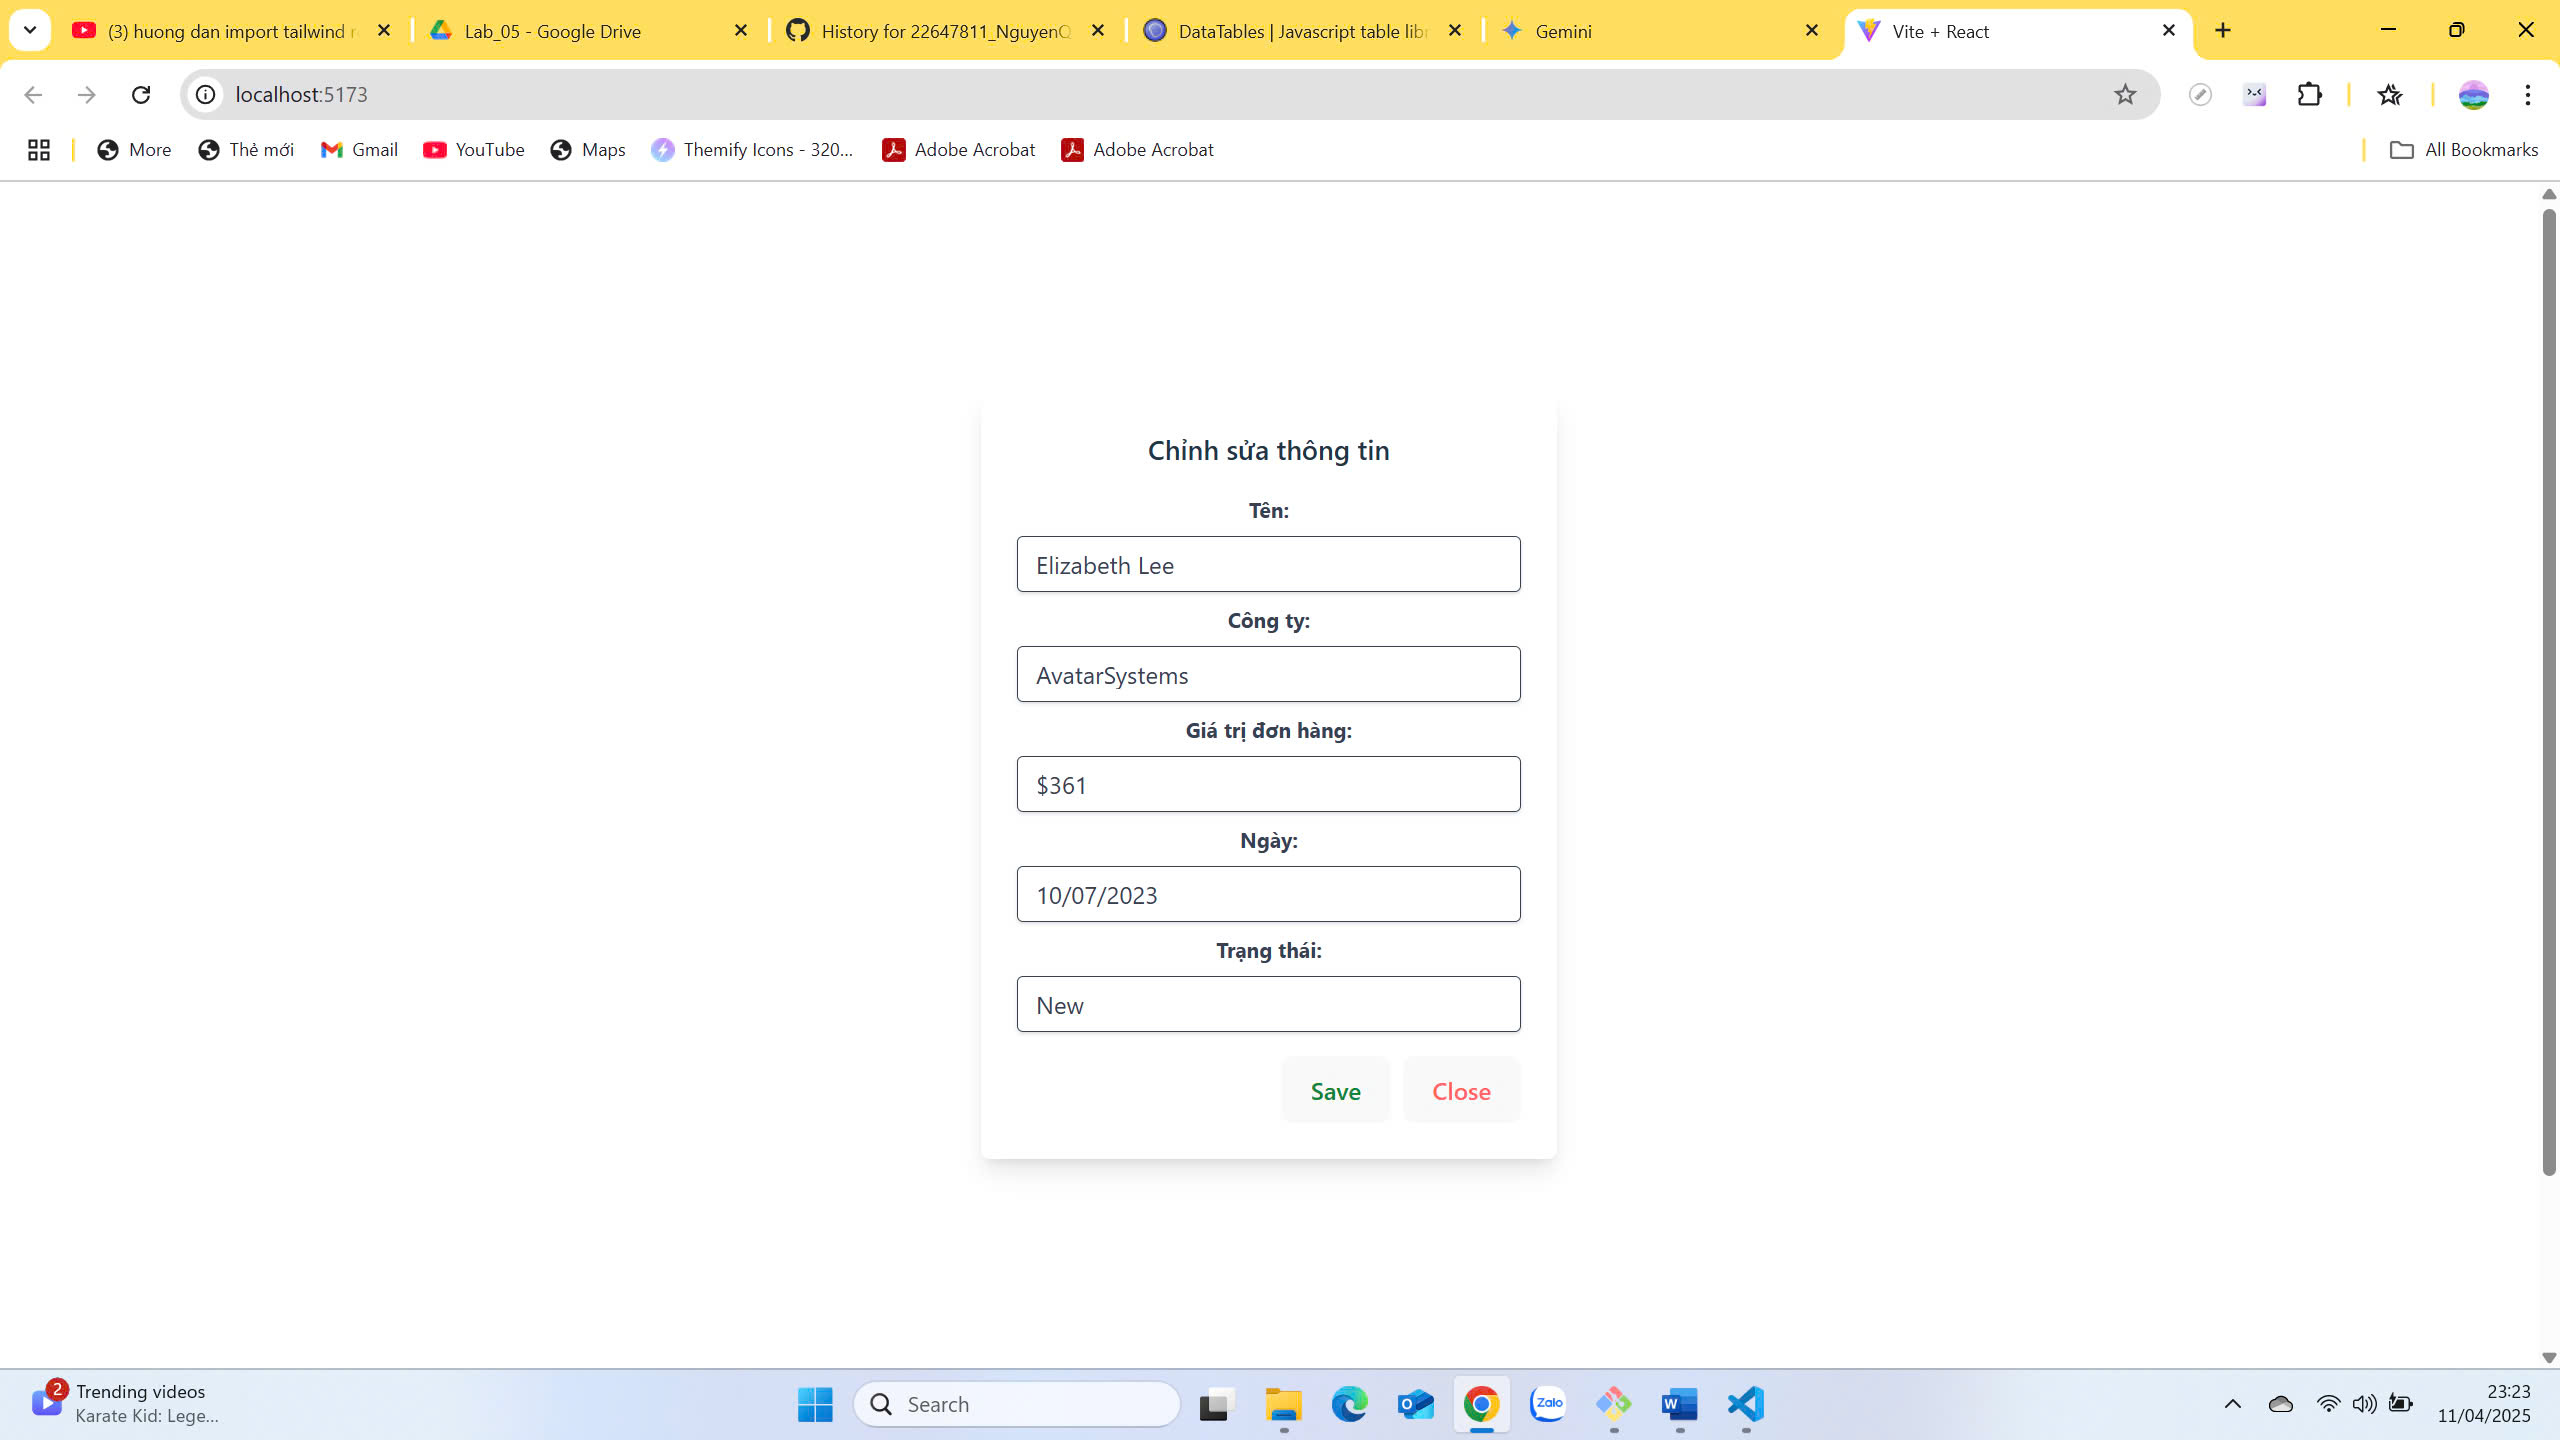 (3) huong dan import tailwind r
Lab_05 - Google Drive
History for 22647811_NguyenQ
DataTables | Javascript table libr
Gemini
Vite + React
localhost:5173
More
Thẻ mới
Gmail
YouTube
Maps
Themify Icons - 320...
Adobe Acrobat
Adobe Acrobat
All Bookmarks
Chỉnh sửa thông tin
Tên:
Elizabeth Lee
Công ty:
AvatarSystems
Giá trị đơn hàng:
$361
Ngày:
10/07/2023
Trạng thái:
New
Save
Close
2
Trending videos
Karate Kid: Lege...
Search
Zalo
23:23
11/04/2025